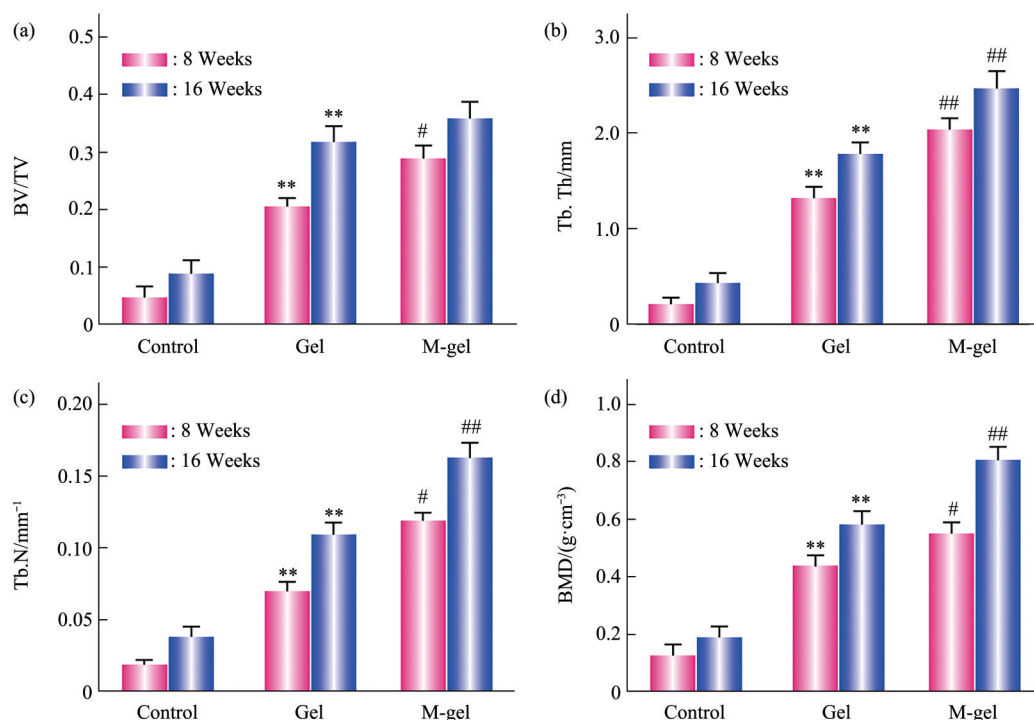 (a)
0.5
0.4
0.3
0.2
0.1
0
BV/TV
: 8 Weeks
: 16 Weeks
**
**
#
Control Gel M-gel
(b)
3.0
2.0
1.0
0
Tb. Th/mm
: 8 Weeks
: 16 Weeks
**
**
##
##
Control Gel M-gel
(c)
0.20
0.15
0.10
0.05
0
Tb.N/mm⁻¹
: 8 Weeks
: 16 Weeks
**
**
#
##
Control Gel M-gel
(d)
1.0
0.8
0.6
0.4
0.2
0
BMD/(g·cm⁻³)
: 8 Weeks
: 16 Weeks
**
**
#
##
Control Gel M-gel